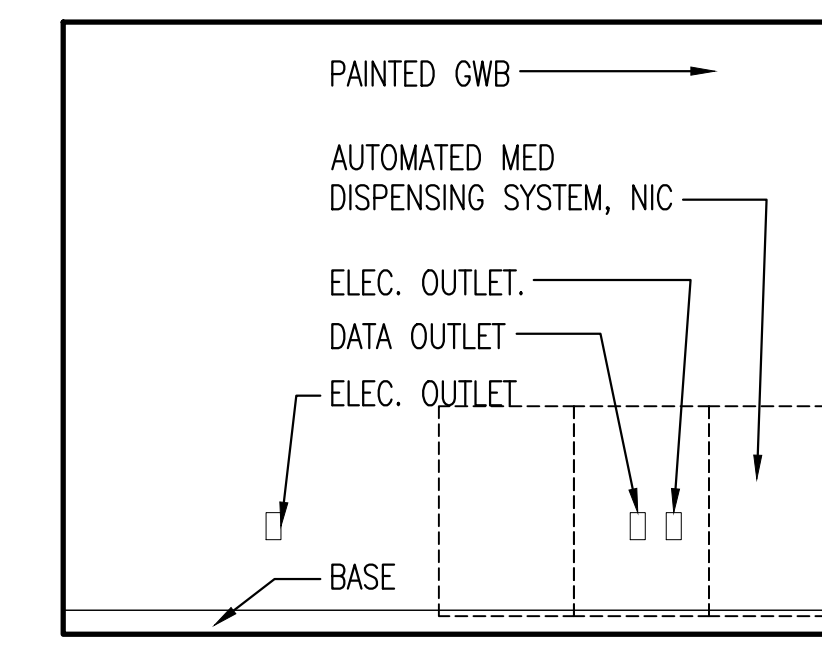 PAINTED GWB
AUTOMATED MED
DISPENSING SYSTEM, NIC
ELEC. OUTLET.
DATA OUTLET
ELEC. OUTLET
BASE